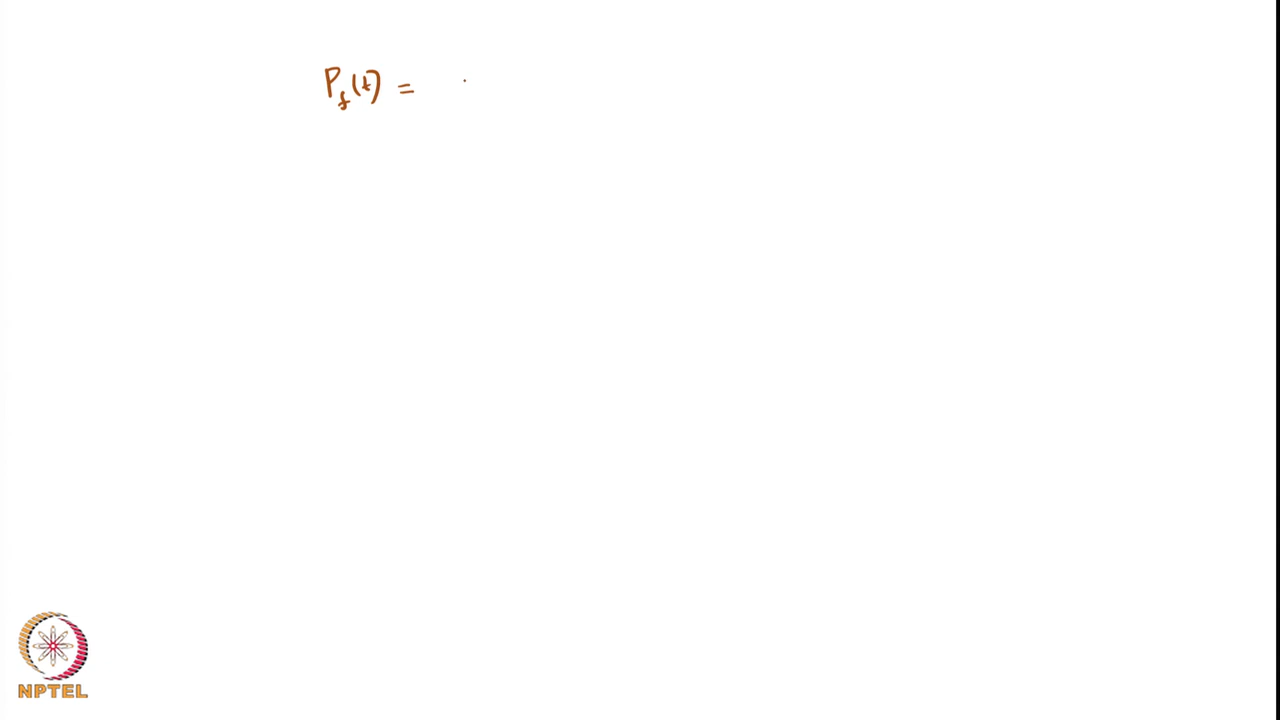 P_f(t) =
NPTEL